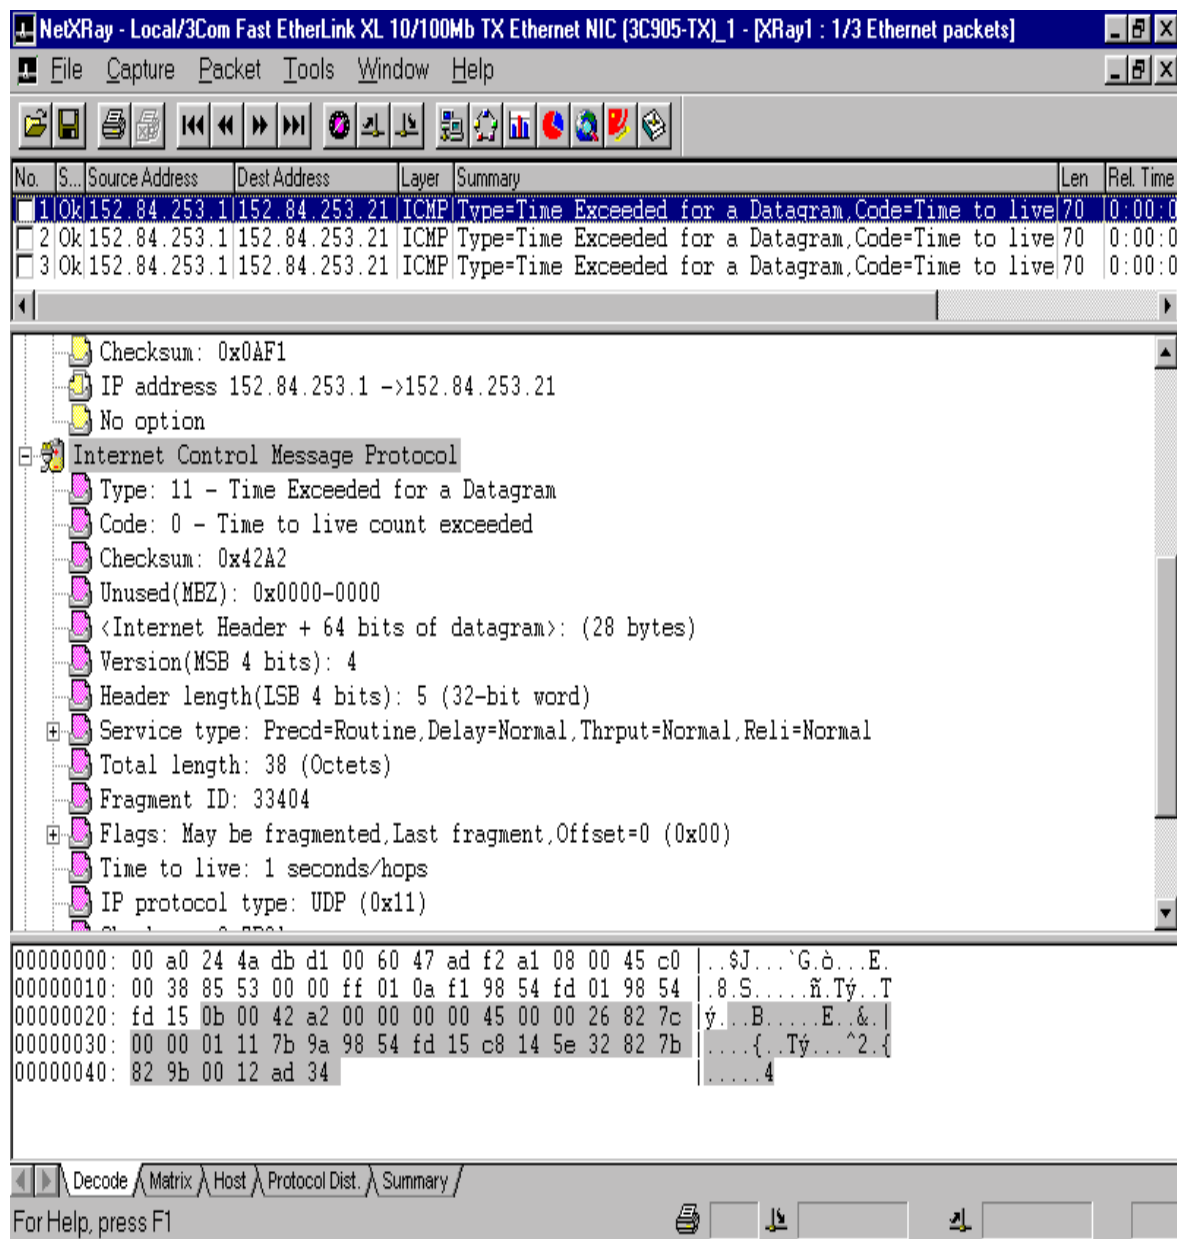 NetXRay - Local/3Com Fast EtherLink XL 10/100Mb TX Ethernet NIC (3C905-TX)_1 - [XRay1 : 1/3 Ethernet packets]
File Capture Packet Tools Window Help
No. S... Source Address Dest Address Layer Summary Len Rel. Time
1 Ok 152.84.253.1 152.84.253.21 ICMP Type=Time Exceeded for a Datagram,Code=Time to live 70 0:00:0
2 Ok 152.84.253.1 152.84.253.21 ICMP Type=Time Exceeded for a Datagram,Code=Time to live 70 0:00:0
3 Ok 152.84.253.1 152.84.253.21 ICMP Type=Time Exceeded for a Datagram,Code=Time to live 70 0:00:0
Checksum: 0x0AF1
IP address 152.84.253.1 ->152.84.253.21
No option
Internet Control Message Protocol
Type: 11 - Time Exceeded for a Datagram
Code: 0 - Time to live count exceeded
Checksum: 0x42A2
Unused(MBZ): 0x0000-0000
<Internet Header + 64 bits of datagram>: (28 bytes)
Version(MSB 4 bits): 4
Header length(LSB 4 bits): 5 (32-bit word)
Service type: Precd=Routine,Delay=Normal,Thrput=Normal,Reli=Normal
Total length: 38 (Octets)
Fragment ID: 33404
Flags: May be fragmented,Last fragment,Offset=0 (0x00)
Time to live: 1 seconds/hops
IP protocol type: UDP (0x11)
00000000: 00 a0 24 4a db d1 00 60 47 ad f2 a1 08 00 45 c0 |..$J...`G.ò...E.
00000010: 00 38 85 53 00 00 ff 01 0a f1 98 54 fd 01 98 54 |.8.S.....ñ.Tý..T
00000020: fd 15 0b 00 42 a2 00 00 00 00 45 00 00 26 82 7c |ý...B.....E..&.|
00000030: 00 00 01 11 7b 9a 98 54 fd 15 c8 14 5e 32 82 7b |....{..Tý...^2.{
00000040: 82 9b 00 12 ad 34 |.....4
Decode Matrix Host Protocol Dist. Summary
For Help, press F1